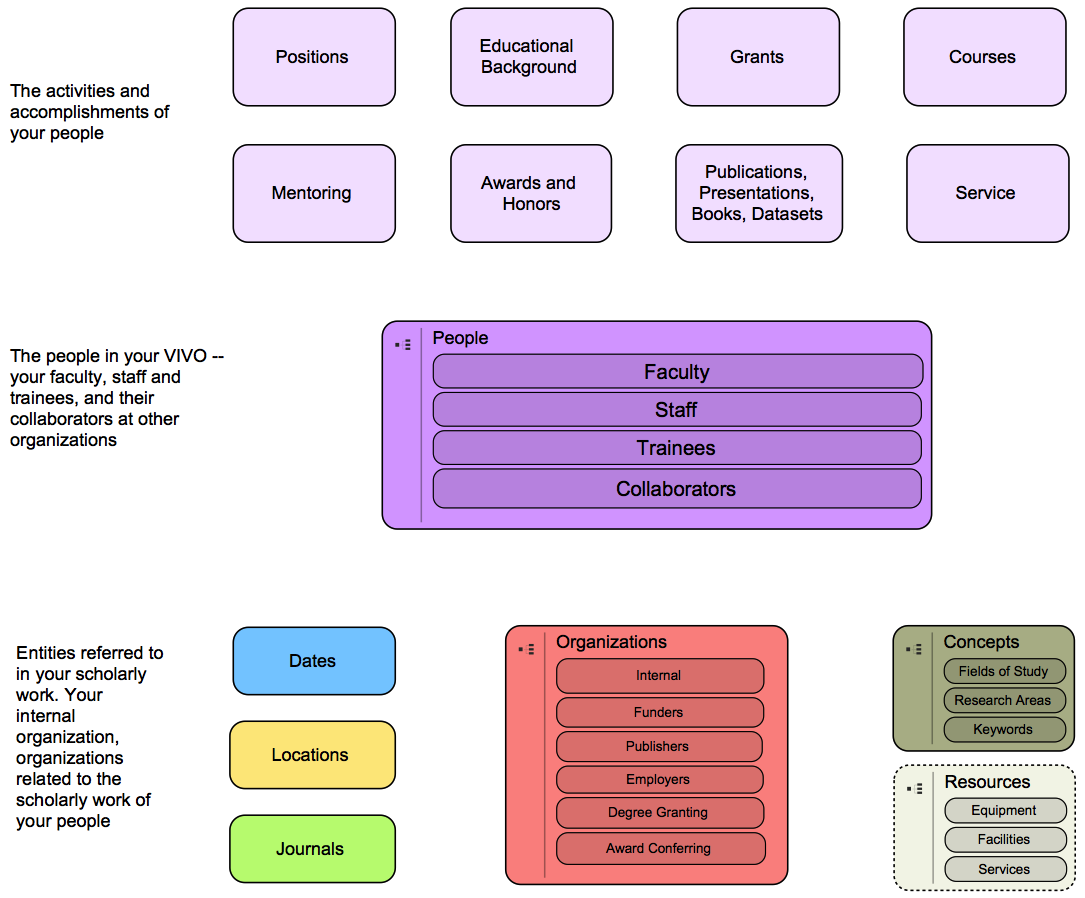 Positions
Educational
Background
Grants
Courses
The activities and
accomplishments of
your people
Mentoring
Awards and
Honors
Publications,
Presentations,
Books, Datasets
Service
The people in your VIVO --
your faculty, staff and
trainees, and their
collaborators at other
organizations
People
Faculty
Staff
Trainees
Collaborators
Entities referred to
in your scholarly
work. Your
internal
organization,
organizations
related to the
scholarly work of
your people
Dates
Locations
Journals
Organizations
Internal
Funders
Publishers
Employers
Degree Granting
Award Conferring
Concepts
Fields of Study
Research Areas
Keywords
Resources
Equipment
Facilities
Services